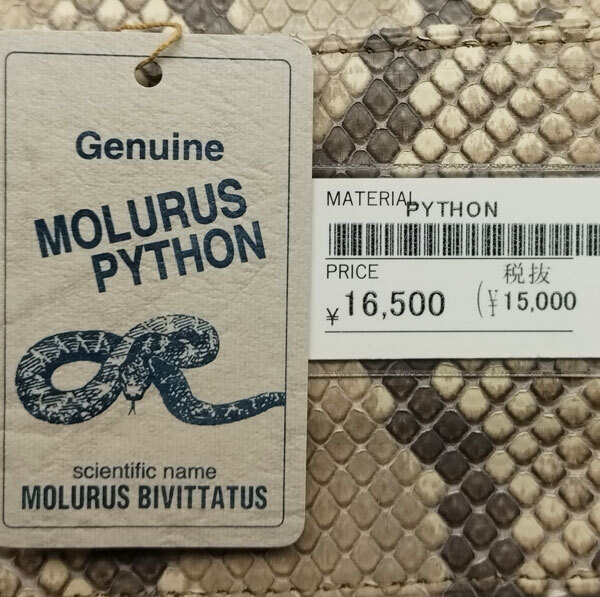 Genuine
MOLURUS
PYTHON
scientific name
MOLURUS BIVITTATUS
MATERIAL PYTHON
PRICE 税抜
¥16,500 (¥15,000